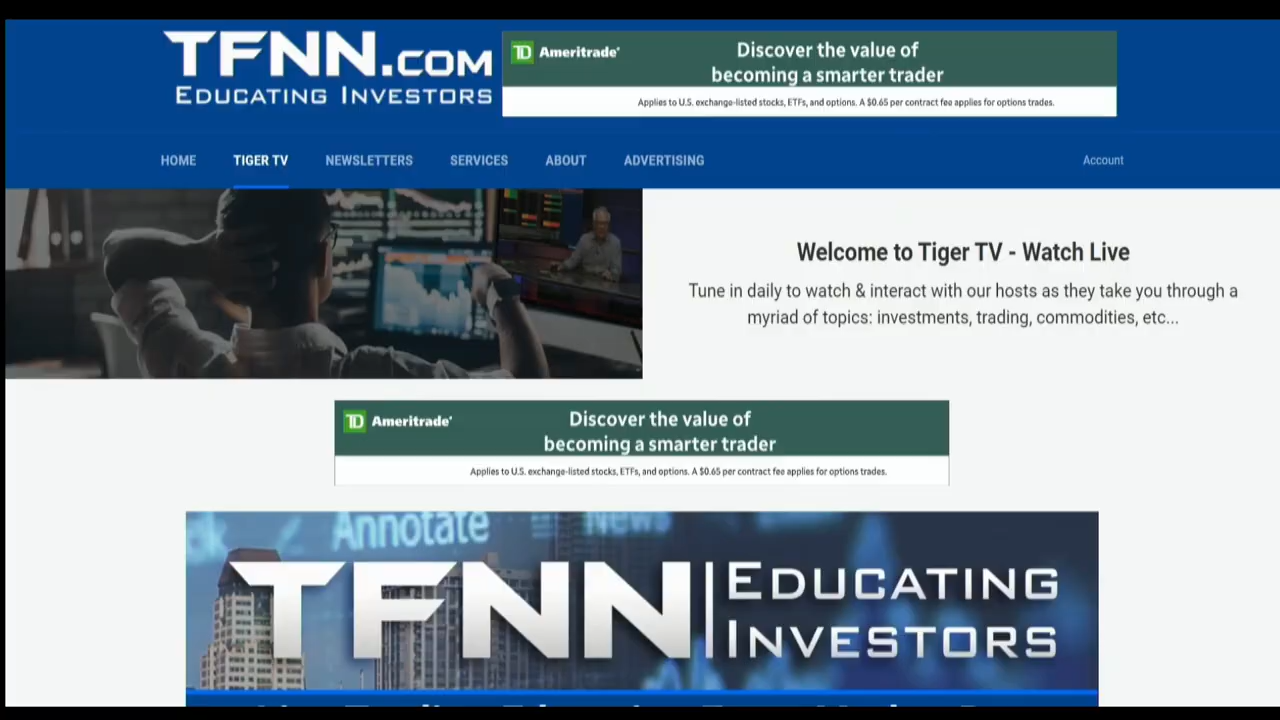 TFNN.COM
EDUCATING INVESTORS
TD Ameritrade
Discover the value of
becoming a smarter trader
Applies to U.S. exchange-listed stocks, ETFs, and options. A $0.65 per contract fee applies for options trades.
HOME TIGER TV NEWSLETTERS SERVICES ABOUT ADVERTISING Account
Welcome to Tiger TV - Watch Live
Tune in daily to watch & interact with our hosts as they take you through a
myriad of topics: investments, trading, commodities, etc...
TD Ameritrade
Discover the value of
becoming a smarter trader
Applies to U.S. exchange-listed stocks, ETFs, and options. A $0.65 per contract fee applies for options trades.
Annotate News
TFNN EDUCATING
INVESTORS